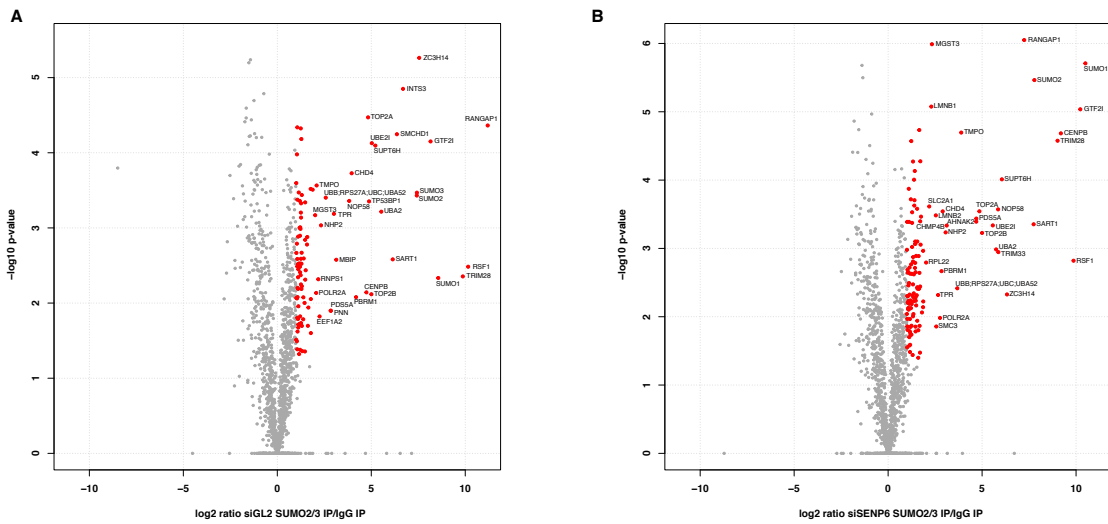 A
ZC3H14
INTS3
TOP2A
RANGAP1
SMCHD1
UBE2I
GTF2I
SUPT6H
CHD4
TMPO
SUMO3
UBB;RPS27A;UBC;UBA52
SUMO2
TP53BP1
NOP58
MGST3
TPR
UBA2
NHP2
MBIP
SART1
RSF1
TRIM28
RNPS1
SUMO1
CENPB
POLR2A
TOP2B
PBRM1
PDS5A
PNN
EEF1A2
−log10 p-value
0
1
2
3
4
5
−10
−5
0
5
10
log2 ratio siGL2 SUMO2/3 IP/IgG IP
B
RANGAP1
MGST3
SUMO1
SUMO2
LMNB1
GTF2I
TMPO
CENPB
TRIM28
SUPT6H
SLC2A1
CHD4
TOP2A
NOP58
LMNB2
AHNAK2
PDS5A
CHMP4B
UBE2I
SART1
NHP2
TOP2B
UBA2
TRIM33
RPL22
RSF1
PBRM1
UBB;RPS27A;UBC;UBA52
TPR
ZC3H14
POLR2A
SMC3
−log10 p-value
0
1
2
3
4
5
6
−10
−5
0
5
10
log2 ratio siSENP6 SUMO2/3 IP/IgG IP